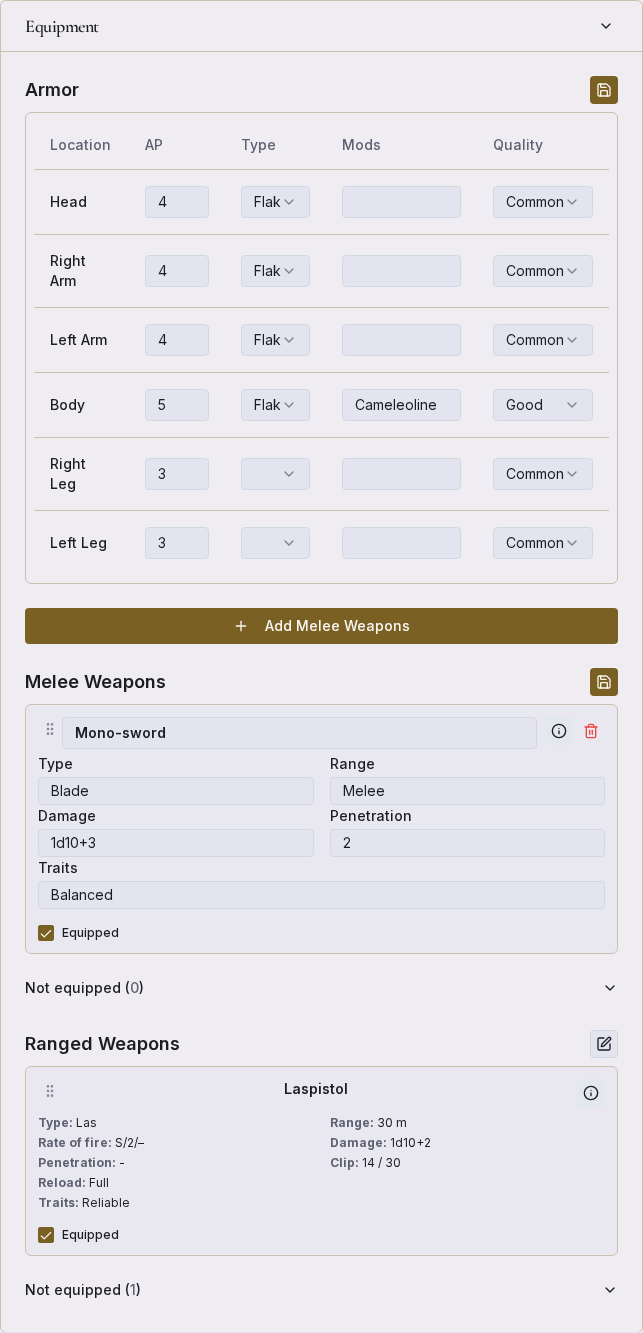 Equipment
Armor
Location AP Type Mods Quality
Head 4 Flak Common
Right
Arm 4 Flak Common
Left Arm 4 Flak Common
Body 5 Flak Cameleoline Good
Right
Leg 3 Common
Left Leg 3 Common
Add Melee Weapons
Melee Weapons
Mono-sword
Type Range
Blade Melee
Damage Penetration
1d10+3 2
Traits
Balanced
Equipped
Not equipped (0)
Ranged Weapons
Laspistol
Type: Las Range: 30 m
Rate of fire: S/2/– Damage: 1d10+2
Penetration: - Clip: 14 / 30
Reload: Full
Traits: Reliable
Equipped
Not equipped (1)